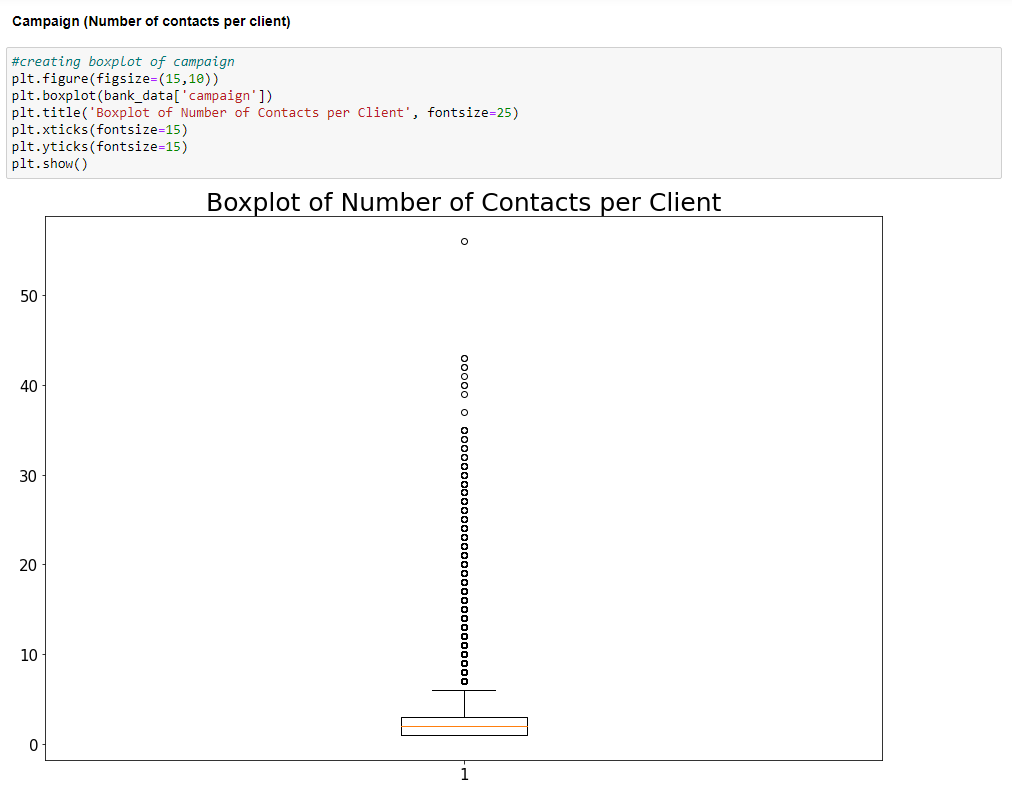 Campaign (Number of contacts per client)
#creating boxplot of campaign
plt.figure(figsize=(15,10))
plt.boxplot(bank_data['campaign'])
plt.title('Boxplot of Number of Contacts per Client', fontsize=25)
plt.xticks(fontsize=15)
plt.yticks(fontsize=15)
plt.show()
Boxplot of Number of Contacts per Client
50
40
30
20
10
0
1